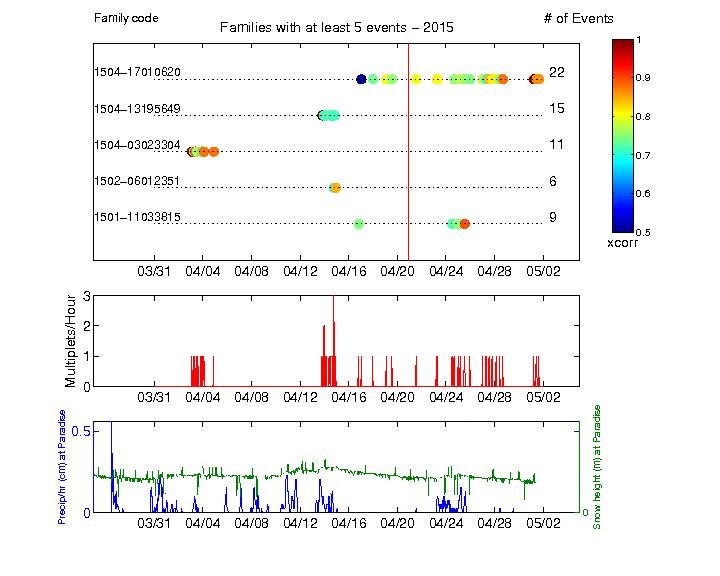 Family code
Families with at least 5 events - 2015
# of Events
1504-17010620 22
1504-13195649 15
1504-03023304 11
1502-06012351 6
1501-11033815 9
03/31 04/04 04/08 04/12 04/16 04/20 04/24 04/28 05/02
1
0.9
0.8
0.7
0.6
0.5
xcorr
Multiplets/Hour
3
2
1
0
03/31 04/04 04/08 04/12 04/16 04/20 04/24 04/28 05/02
Precip/hr (cm) at Paradise
0.5
0
03/31 04/04 04/08 04/12 04/16 04/20 04/24 04/28 05/02
0
Snow height (m) at Paradise